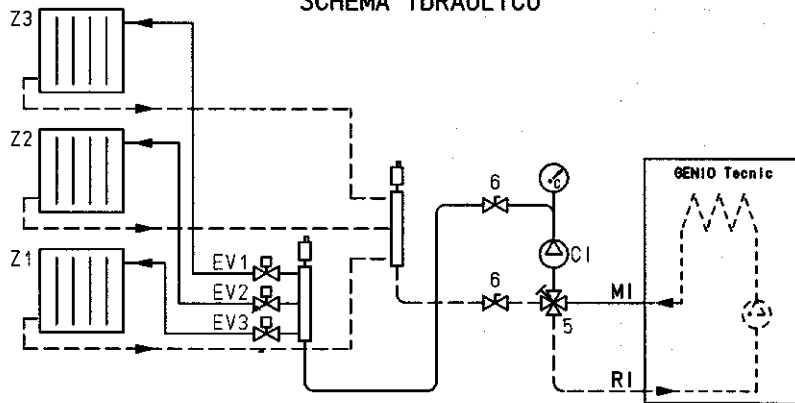 SCHEMA IDRAULICO
Z3
Z2
Z1
EV1
EV2
EV3
6
6
°C
CI
5
MI
RI
GENIO Tecnic